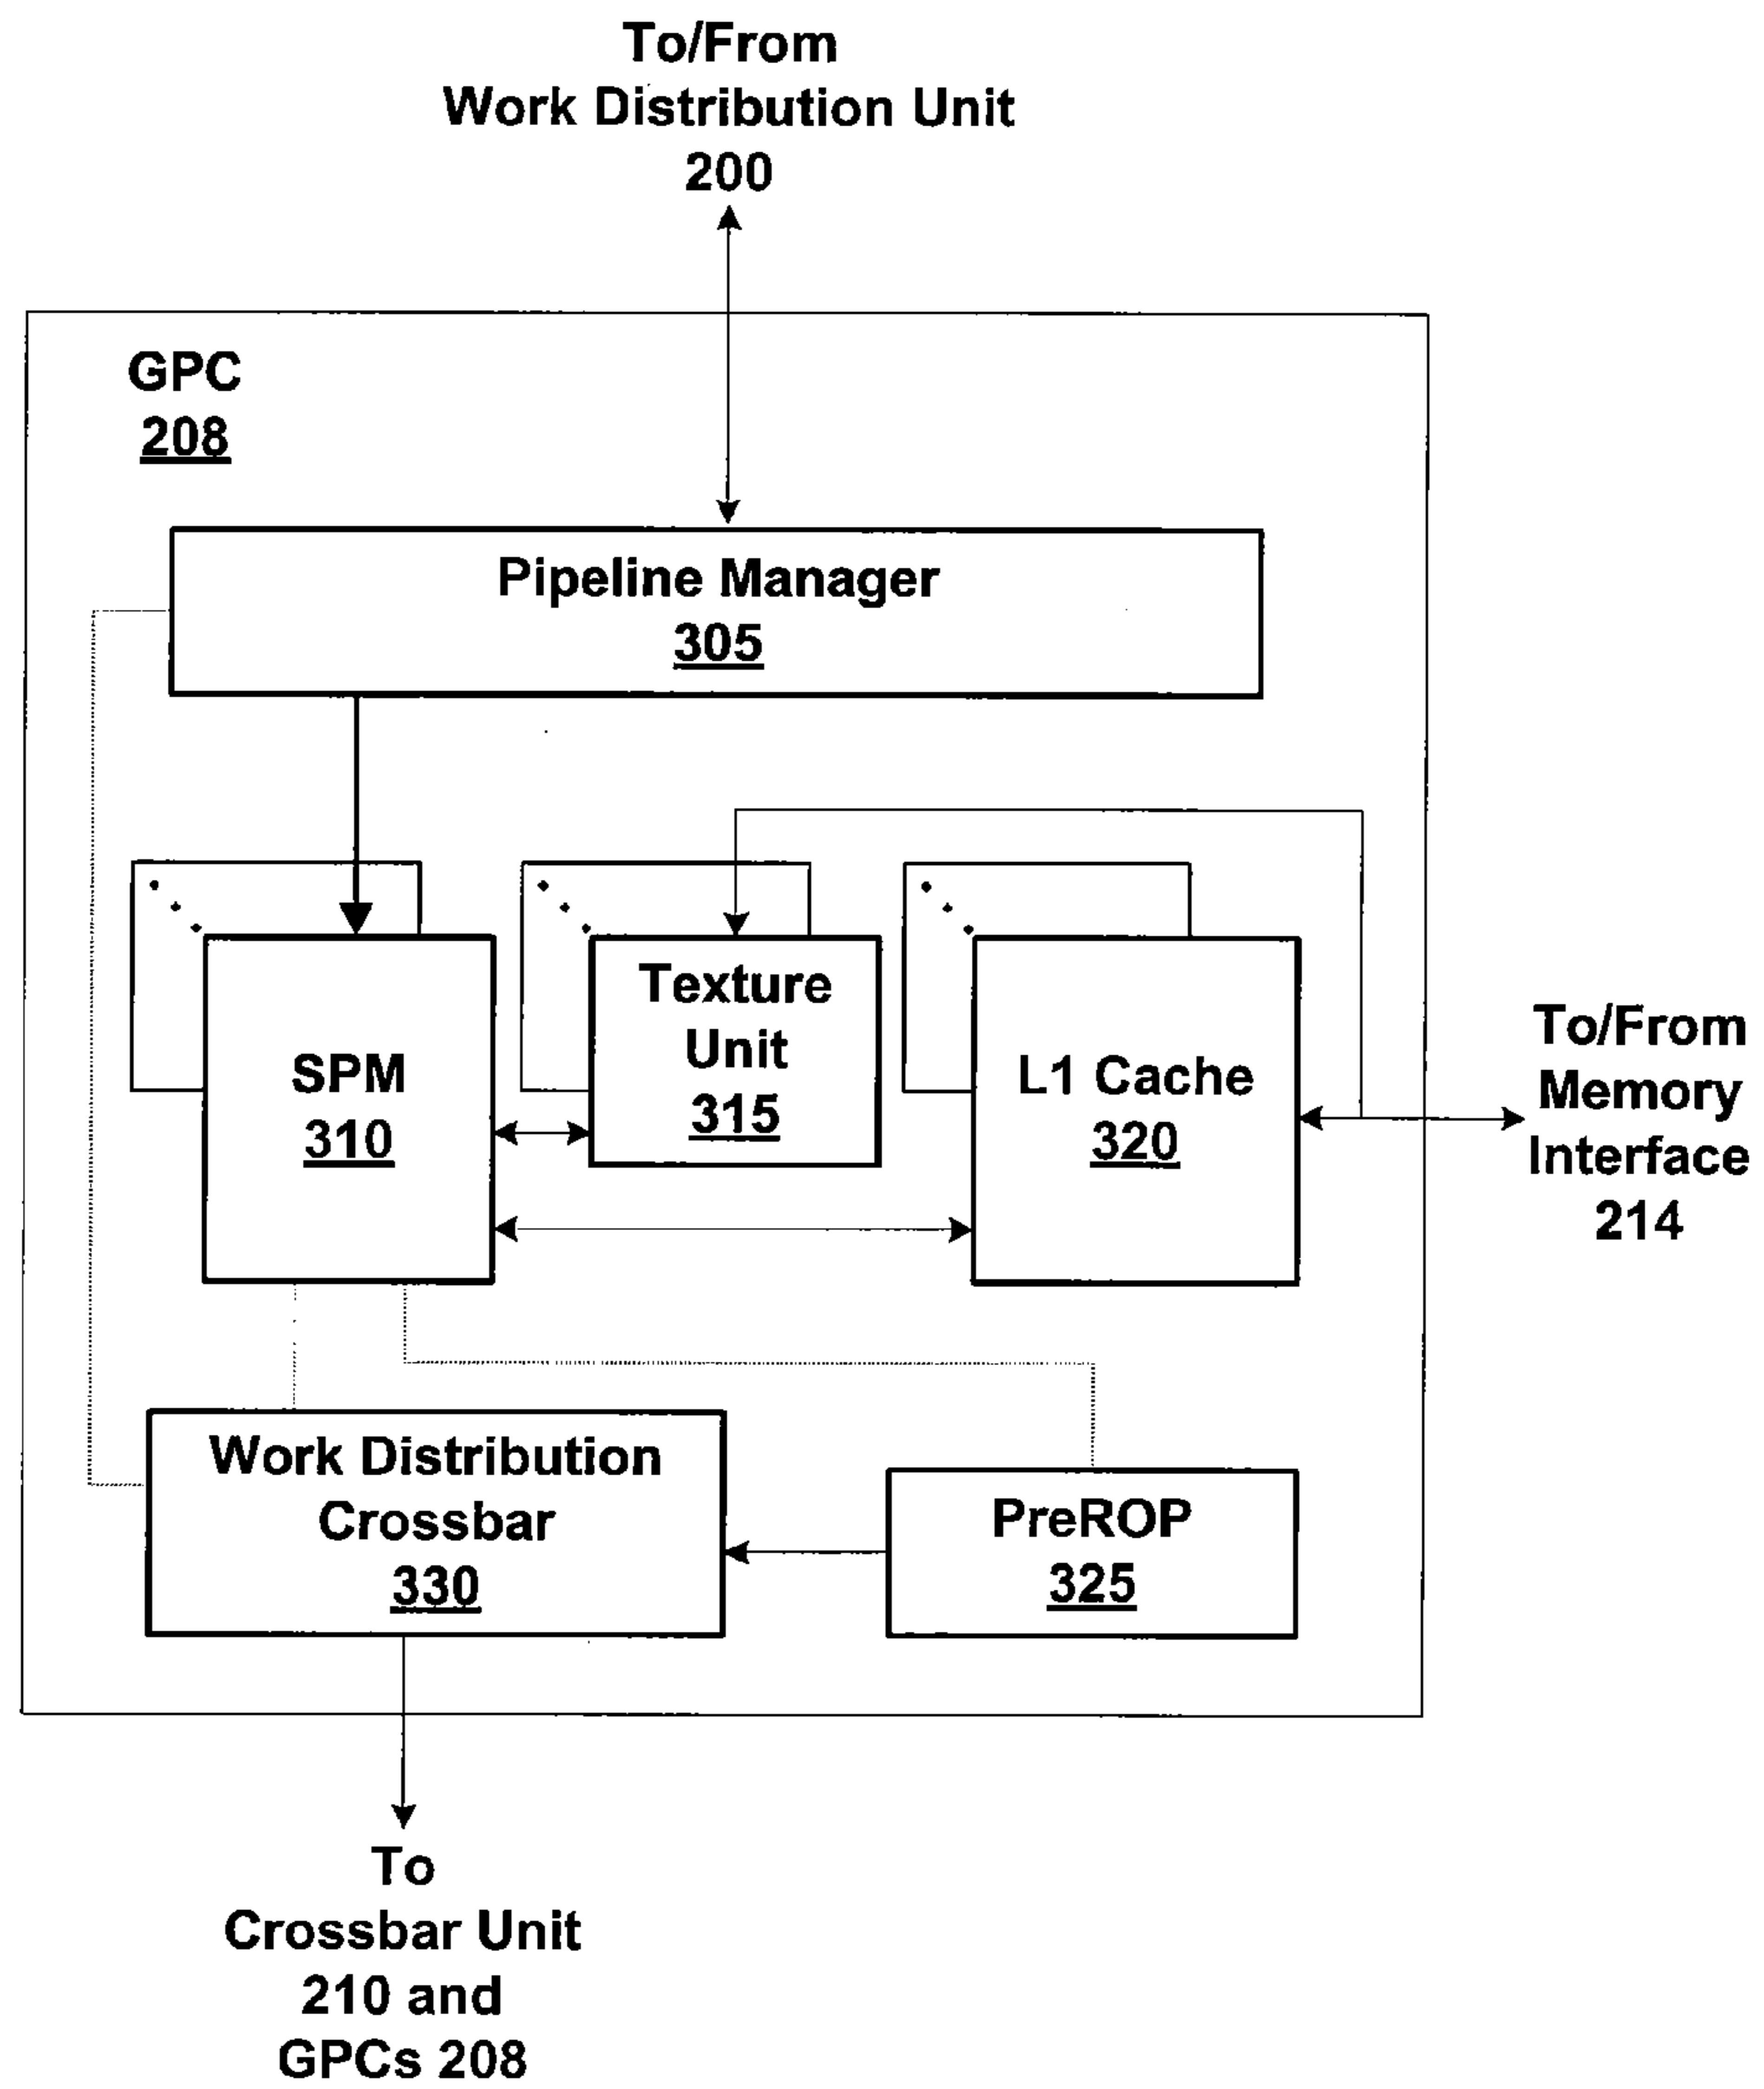 To/From
Work Distribution Unit
200
GPC
208
Pipeline Manager
305
SPM
310
Texture
Unit
315
L1 Cache
320
To/From
Memory
Interface
214
Work Distribution
Crossbar
330
PreROP
325
To
Crossbar Unit
210 and
GPCs 208